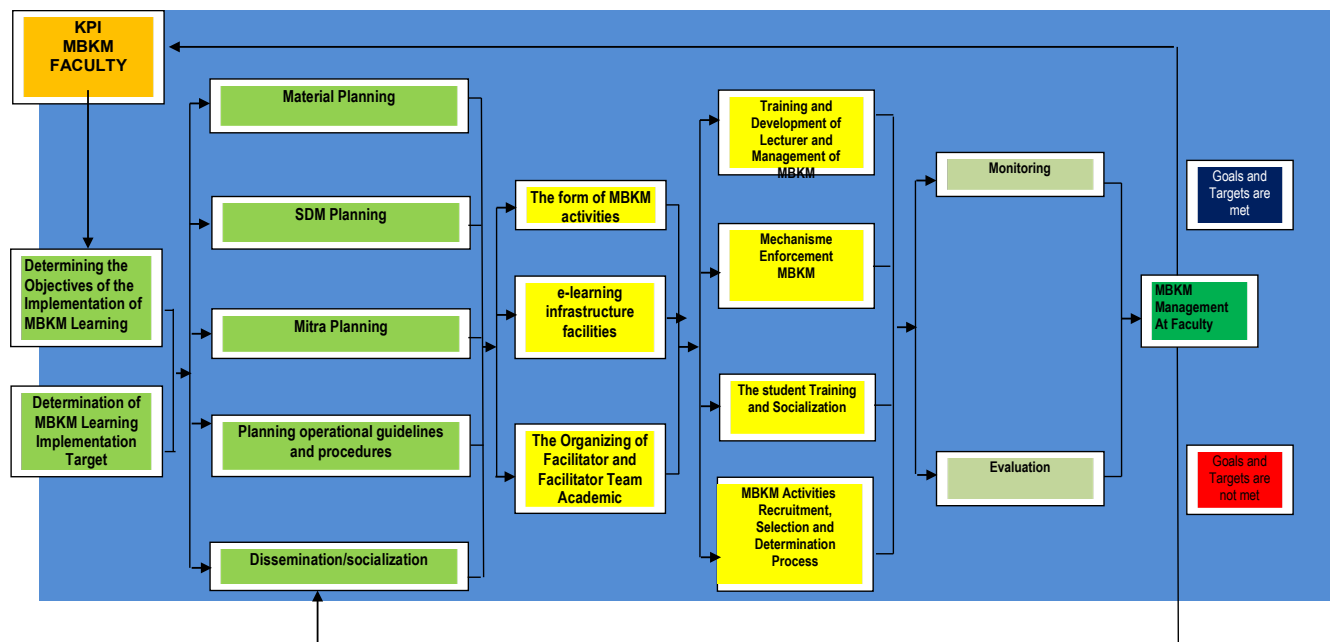 KPI
MBKM
FACULTY
Determining the
Objectives of the
Implementation of
MBKM Learning
Determination of
MBKM Learning
Implementation
Target
Material Planning
SDM Planning
Mitra Planning
Planning operational guidelines
and procedures
Dissemination/socialization
The form of MBKM
activities
e-learning
infrastructure
facilities
The Organizing of
Facilitator and
Facilitator Team
Academic
Training and
Development of
Lecturer and
Management of
MBKM
Mechanisme
Enforcement
MBKM
The student Training
and Socialization
MBKM Activities
Recruitment,
Selection and
Determination
Process
Monitoring
Evaluation
MBKM
Management
At Faculty
Goals and
Targets are
met
Goals and
Targets are
not met